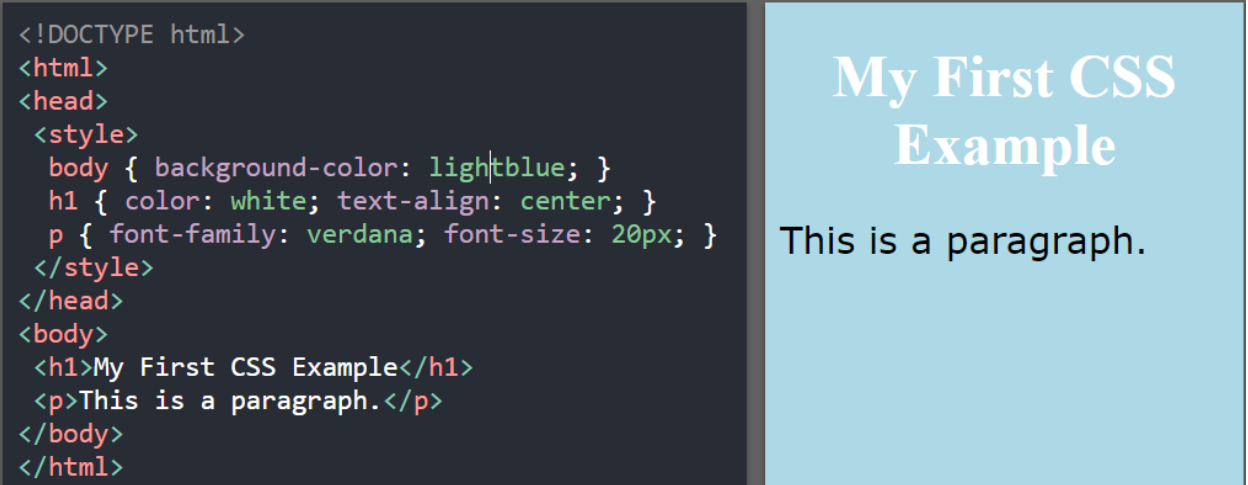 <!DOCTYPE html>
<html>
<head>
 <style>
  body { background-color: lightblue; }
  h1 { color: white; text-align: center; }
  p { font-family: verdana; font-size: 20px; }
 </style>
</head>
<body>
 <h1>My First CSS Example</h1>
 <p>This is a paragraph.</p>
</body>
</html>
My First CSS
Example
This is a paragraph.